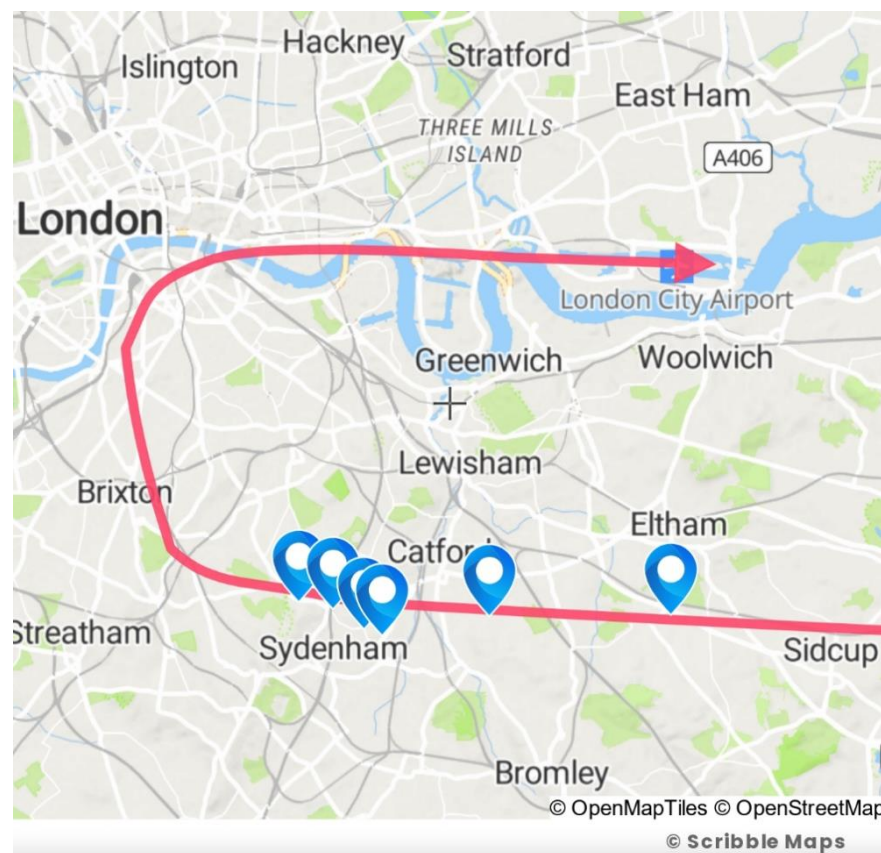 Hackney
Islington
Stratford
East Ham
THREE MILLS
ISLAND
A406
London
London City Airport
Greenwich
Woolwich
Lewisham
Brixton
Eltham
Catford
Streatham
Sydenham
Sidcup
Bromley
© OpenMapTiles © OpenStreetMap
© Scribble Maps